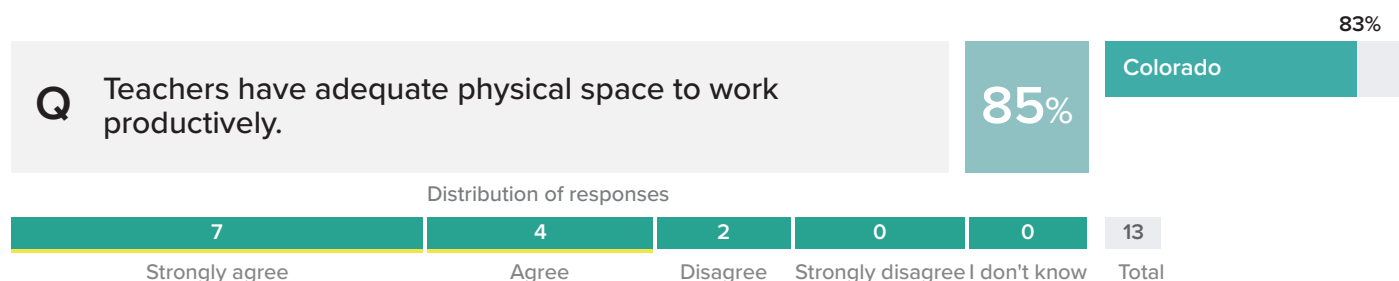 83%
Q
Teachers have adequate physical space to work
productively.
85%
Colorado
Distribution of responses
7 4 2 0 0 13
Strongly agree Agree Disagree Strongly disagree I don't know Total